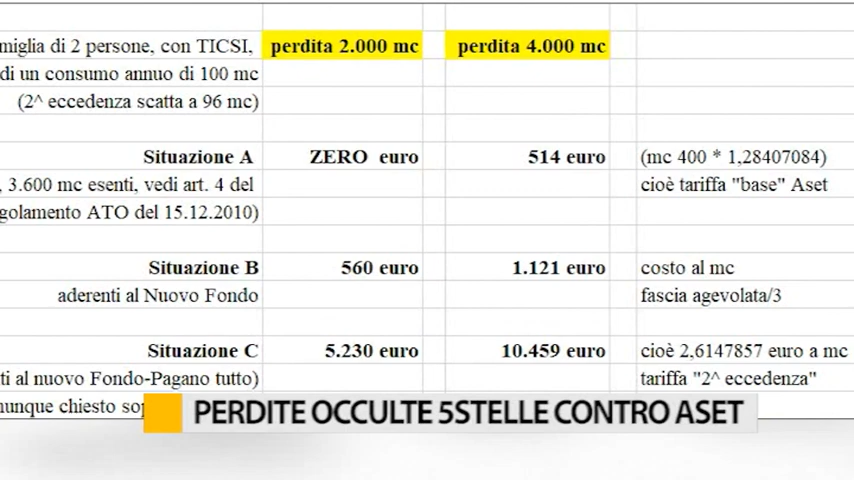 miglia di 2 persone, con TICSI, perdita 2.000 mc perdita 4.000 mc
di un consumo annuo di 100 mc
(2^ eccedenza scatta a 96 mc)
Situazione A ZERO euro 514 euro (mc 400 * 1,28407084)
, 3.600 mc esenti, vedi art. 4 del cioè tariffa "base" Aset
golamento ATO del 15.12.2010)
Situazione B 560 euro 1.121 euro costo al mc
aderenti al Nuovo Fondo fascia agevolata/3
Situazione C 5.230 euro 10.459 euro cioè 2,6147857 euro a mc
ti al nuovo Fondo-Pagano tutto) tariffa "2^ eccedenza"
nunque chiesto
PERDITE OCCULTE 5STELLE CONTRO ASET